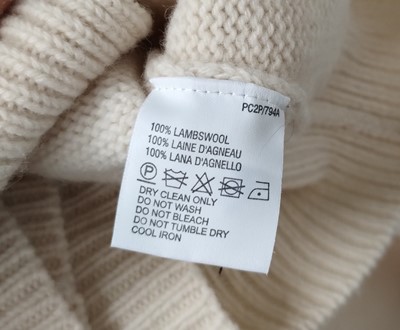 PC2P/794A
100% LAMBSWOOL
100% LAINE D'AGNEAU
100% LANA D'AGNELLO
P
DRY CLEAN ONLY
DO NOT WASH
DO NOT BLEACH
DO NOT TUMBLE DRY
COOL IRON